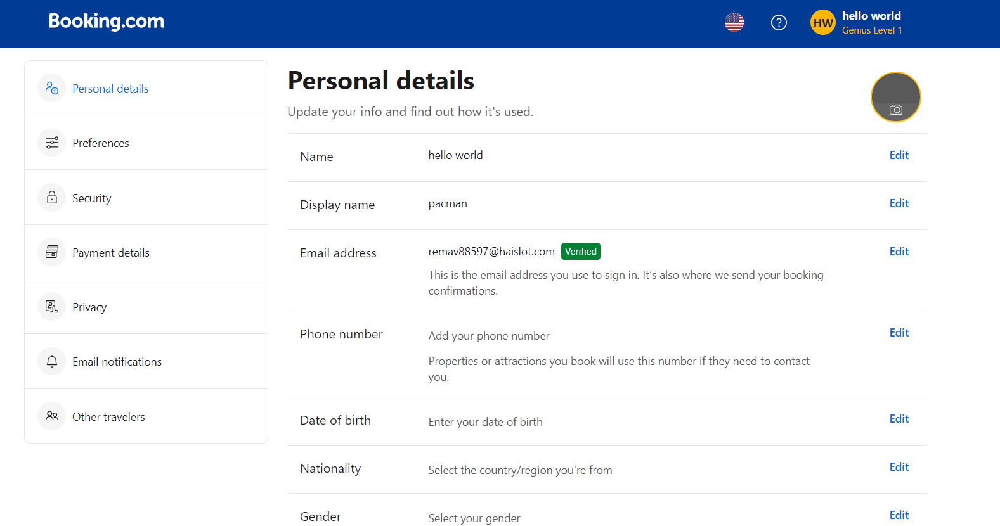 Booking.com
?
HW
hello world
Genius Level 1
Personal details
Preferences
Security
Payment details
Privacy
Email notifications
Other travelers
Personal details
Update your info and find out how it's used.
Name
hello world
Edit
Display name
pacman
Edit
Email address
remav88597@haislot.com
Verified
Edit
This is the email address you use to sign in. It’s also where we send your booking
confirmations.
Phone number
Add your phone number
Edit
Properties or attractions you book will use this number if they need to contact
you.
Date of birth
Enter your date of birth
Edit
Nationality
Select the country/region you're from
Edit
Gender
Select your gender
Edit